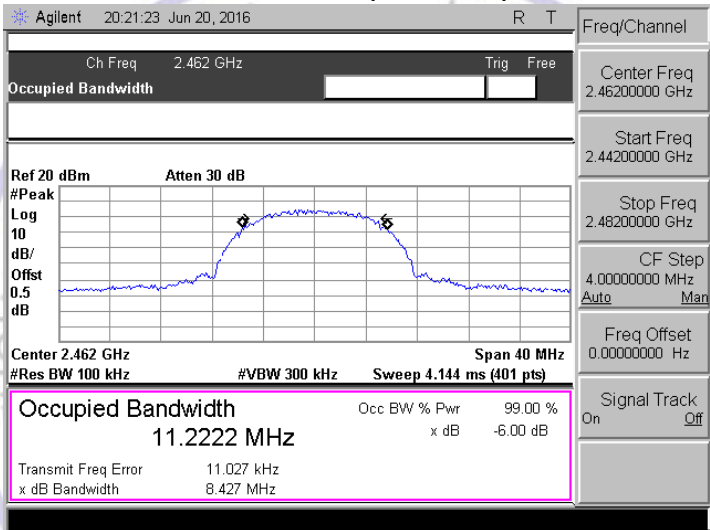 Agilent 20:21:23 Jun 20, 2016 R T
Freq/Channel
Ch Freq 2.462 GHz Trig Free
Occupied Bandwidth
Center Freq
2.46200000 GHz
Start Freq
2.44200000 GHz
Stop Freq
2.48200000 GHz
CF Step
4.00000000 MHz
Auto Man
Freq Offset
0.00000000 Hz
Signal Track
On Off
Ref 20 dBm Atten 30 dB
#Peak
Log
10
dB/
Offst
0.5
dB
Center 2.462 GHz Span 40 MHz
#Res BW 100 kHz #VBW 300 kHz Sweep 4.144 ms (401 pts)
Occupied Bandwidth Occ BW % Pwr 99.00 %
11.2222 MHz x dB -6.00 dB
Transmit Freq Error 11.027 kHz
x dB Bandwidth 8.427 MHz